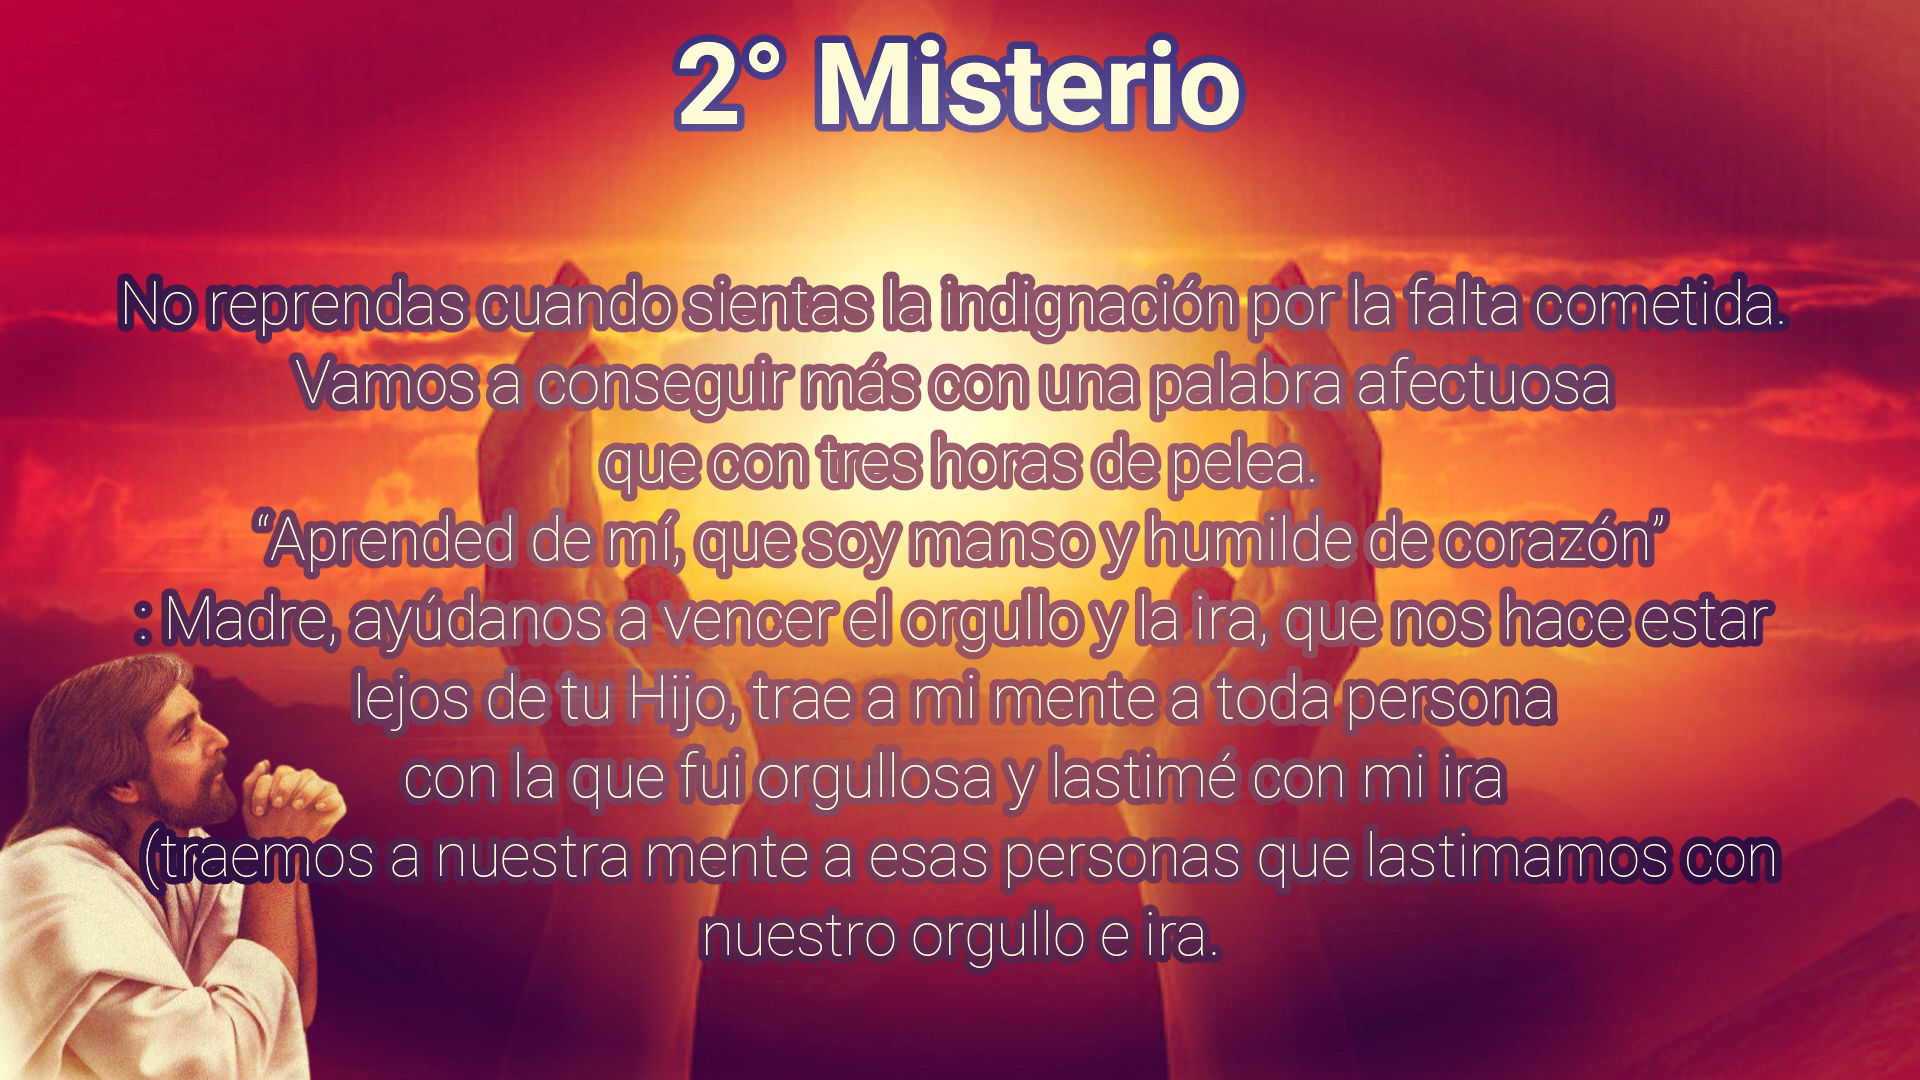 2° Misterio
No reprendas cuando sientas la indignación por la falta cometida.
Vamos a conseguir más con una palabra afectuosa
que con tres horas de pelea.
“Aprended de mí, que soy manso y humilde de corazón”
: Madre, ayúdanos a vencer el orgullo y la ira, que nos hace estar
lejos de tu Hijo, trae a mi mente a toda persona
con la que fui orgullosa y lastimé con mi ira
(traemos a nuestra mente a esas personas que lastimamos con
nuestro orgullo e ira.